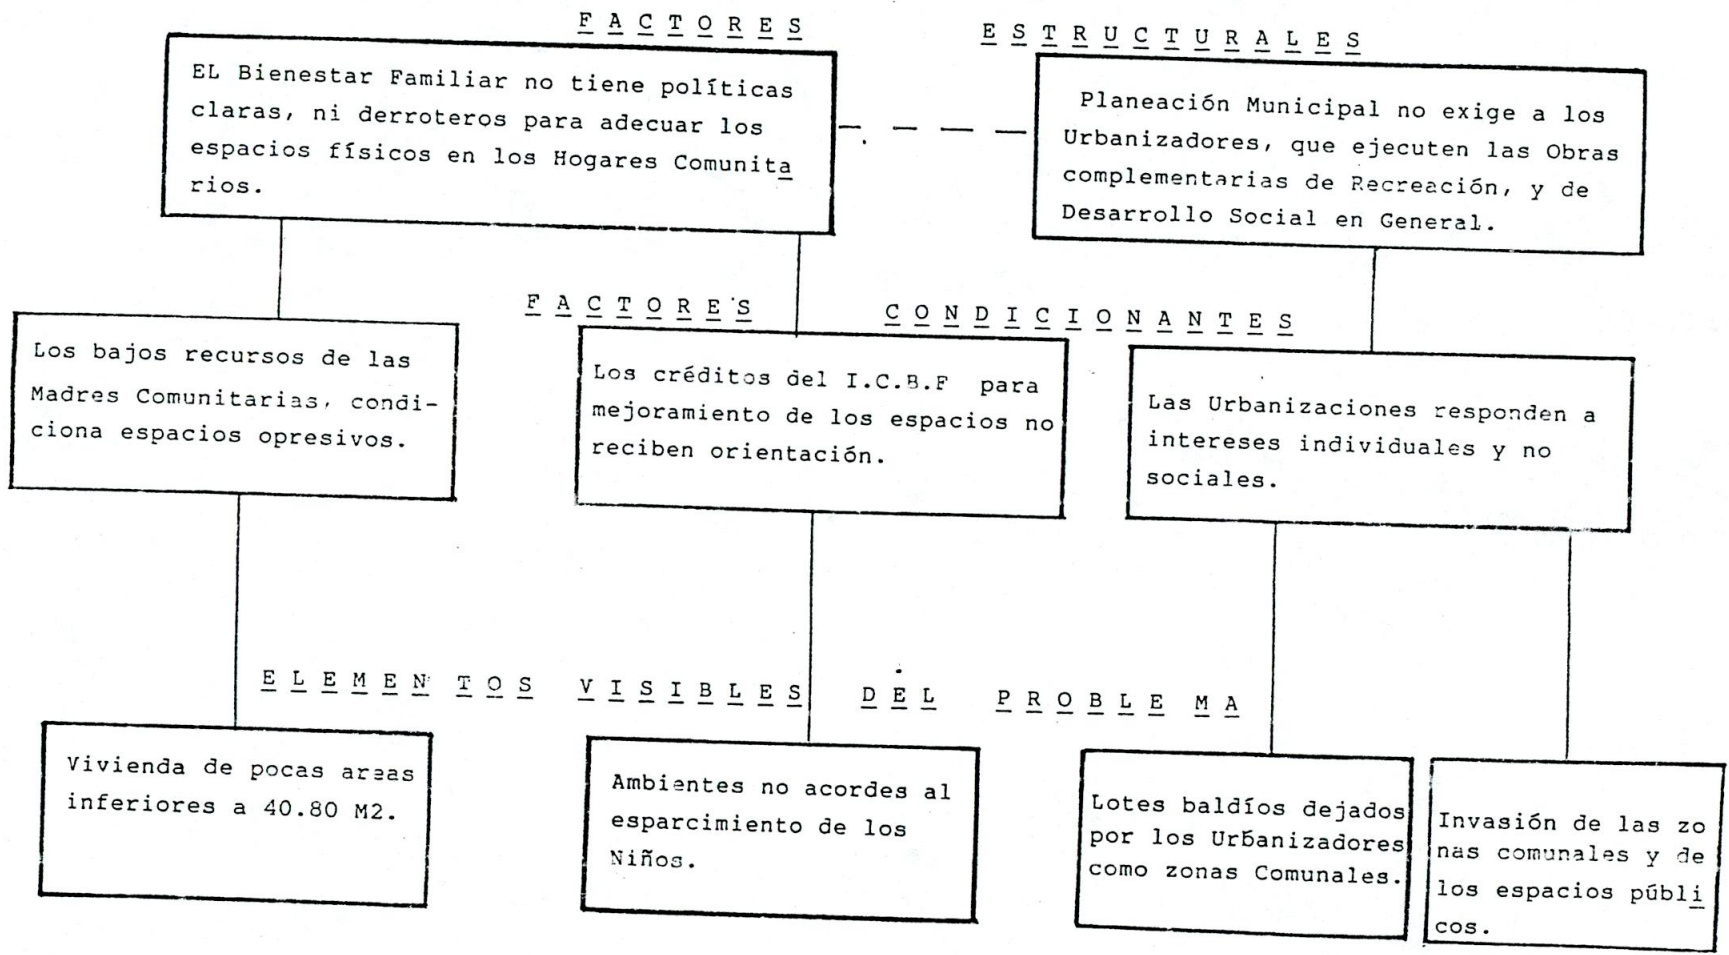 F A C T O R E S   E S T R U C T U R A L E S
EL Bienestar Familiar no tiene políticas
claras, ni derroteros para adecuar los
espacios físicos en los Hogares Comunita
rios.
Planeación Municipal no exige a los
Urbanizadores, que ejecuten las Obras
complementarias de Recreación, y de
Desarrollo Social en General.
F A C T O R E S   C O N D I C I O N A N T E S
Los bajos recursos de las
Madres Comunitarias, condi-
ciona espacios opresivos.
Los créditos del I.C.B.F para
mejoramiento de los espacios no
reciben orientación.
Las Urbanizaciones responden a
intereses individuales y no
sociales.
E L E M E N T O S   V I S I B L E S   D E L   P R O B L E M A
Vivienda de pocas areas
inferiores a 40.80 M2.
Ambientes no acordes al
esparcimiento de los
Niños.
Lotes baldíos dejados
por los Urbanizadores
como zonas Comunales.
Invasión de las zo
nas comunales y de
los espacios públi
cos.